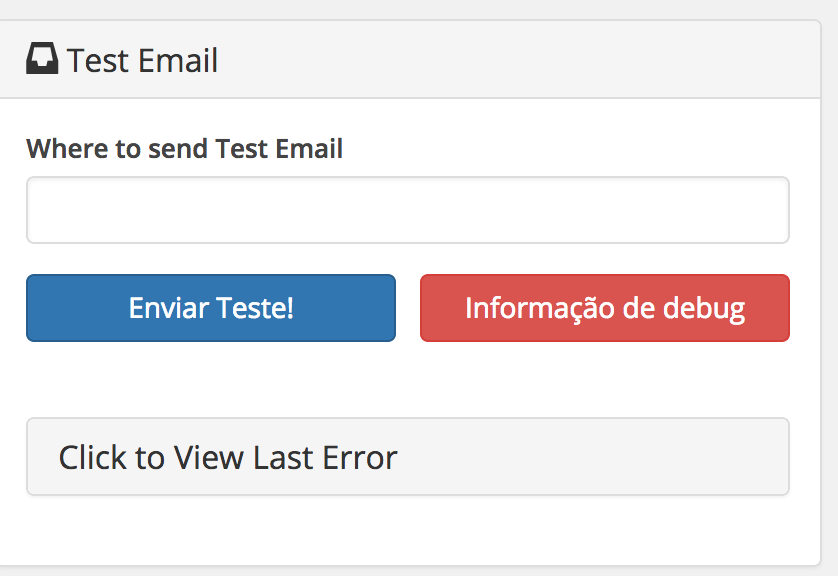 Test Email
Where to send Test Email
Enviar Teste!
Informação de debug
Click to View Last Error